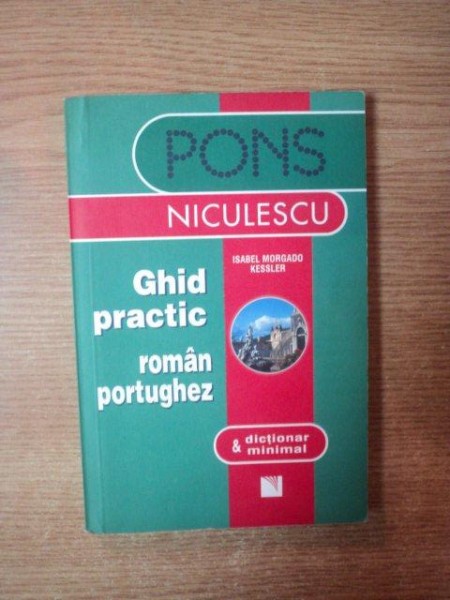 PONS
NICULESCU
ISABEL MORGADO
KESSLER
Ghid
practic
român
portughez
& dicționar
minimal